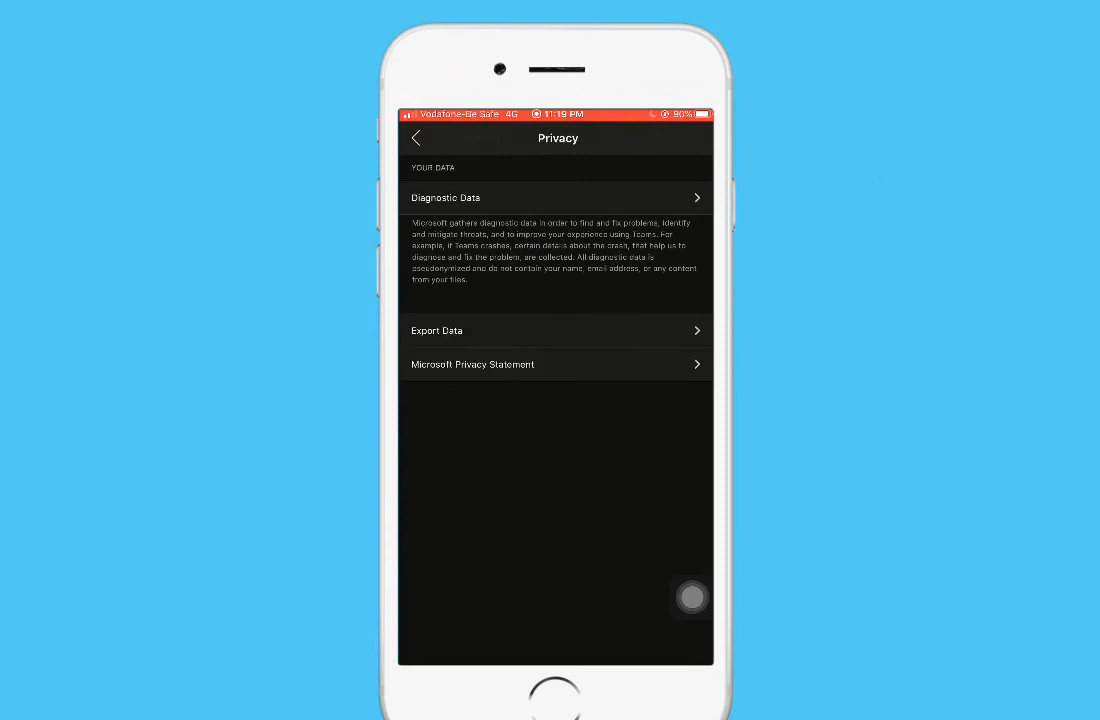 Vodafone-Be Safe 4G 11:19 PM 90%
Privacy
YOUR DATA
Diagnostic Data
Microsoft gathers diagnostic data in order to find and fix problems, identify
and mitigate threats, and to improve your experience using Teams. For
example, if Teams crashes, certain details about the crash, that help us to
diagnose and fix the problem, are collected. All diagnostic data is
pseudonymized and do not contain your name, email address, or any content
from your files.
Export Data
Microsoft Privacy Statement